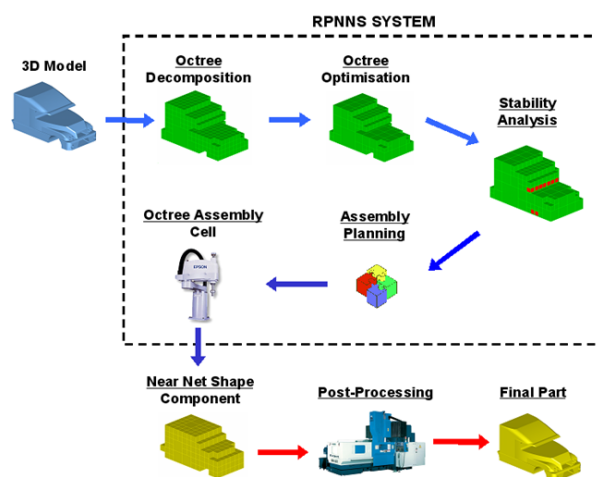 RPNNS SYSTEM
3D Model
Octree
Decomposition
Octree
Optimisation
Stability
Analysis
Octree Assembly
Cell
Assembly
Planning
EPSON
Near Net Shape
Component
Post-Processing
Final Part